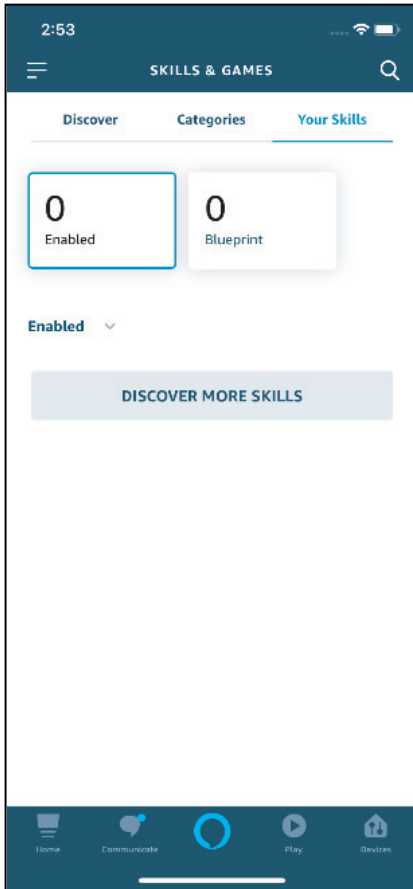 2:53
SKILLS & GAMES
Discover Categories Your Skills
0 0
Enabled Blueprint
Enabled
DISCOVER MORE SKILLS
Home Communicate Play Devices